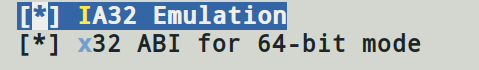 [*] IA32 Emulation
[*] x32 ABI for 64-bit mode